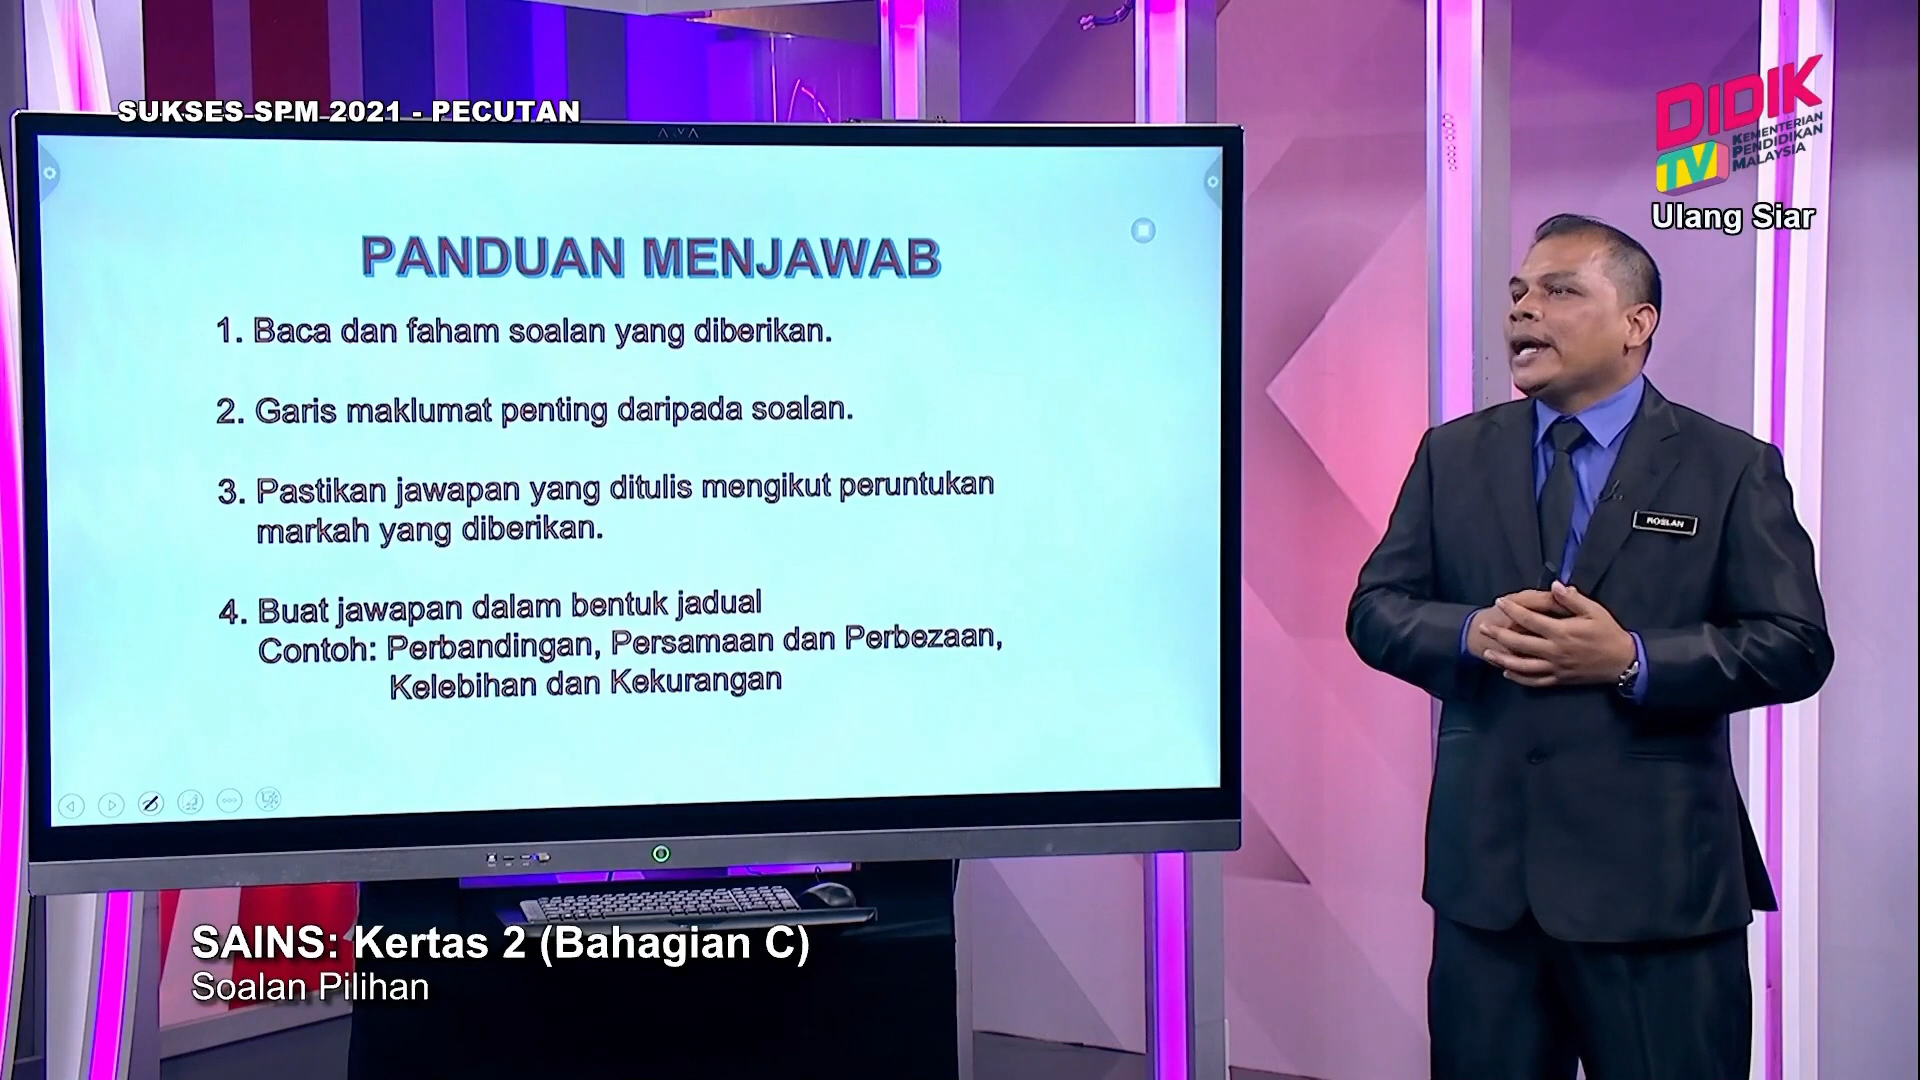 SUKSES SPM 2021 - PECUTAN
DIDIK
TV
KEMENTERIAN
PENDIDIKAN
MALAYSIA
Ulang Siar
PANDUAN MENJAWAB
1. Baca dan faham soalan yang diberikan.
2. Garis maklumat penting daripada soalan.
3. Pastikan jawapan yang ditulis mengikut peruntukan
markah yang diberikan.
4. Buat jawapan dalam bentuk jadual
Contoh: Perbandingan, Persamaan dan Perbezaan,
Kelebihan dan Kekurangan
ROSLAN
SAINS: Kertas 2 (Bahagian C)
Soalan Pilihan